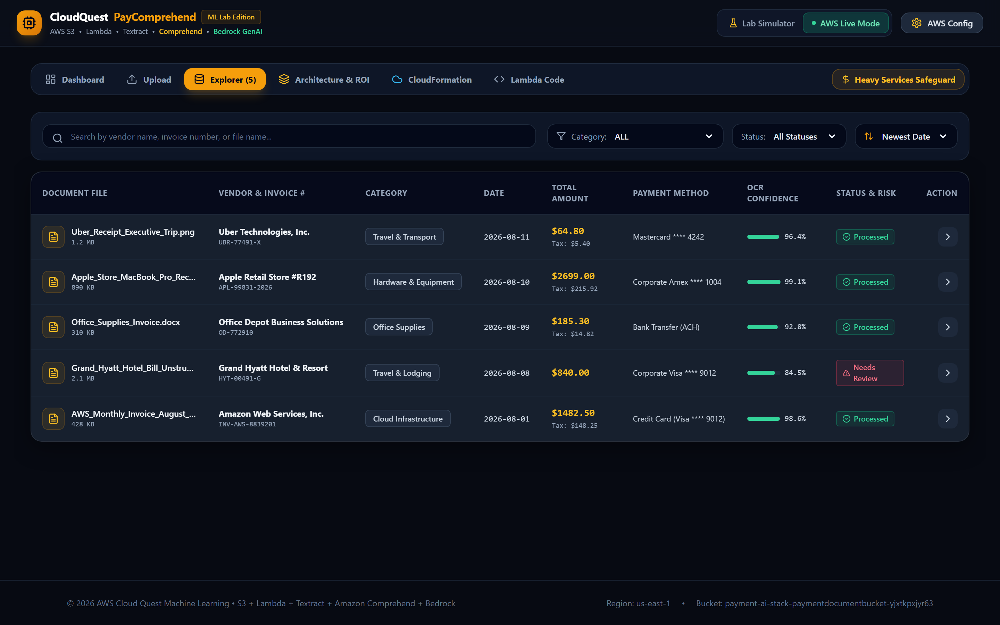 CloudQuest PayComprehend ML Lab Edition
AWS S3 • Lambda • Textract • Comprehend • Bedrock GenAI
Lab Simulator
AWS Live Mode
AWS Config
Dashboard
Upload
Explorer (5)
Architecture & ROI
CloudFormation
Lambda Code
Heavy Services Safeguard
Search by vendor name, invoice number, or file name...
Category: ALL
Status: All Statuses
Newest Date
DOCUMENT FILE
VENDOR & INVOICE #
CATEGORY
DATE
TOTAL
AMOUNT
PAYMENT METHOD
OCR
CONFIDENCE
STATUS & RISK
ACTION
Uber_Receipt_Executive_Trip.png
1.2 MB
Uber Technologies, Inc.
UBR-77491-X
Travel & Transport
2026-08-11
$64.80
Tax: $5.40
Mastercard **** 4242
96.4%
Processed
Apple_Store_MacBook_Pro_Rec...
890 KB
Apple Retail Store #R192
APL-99831-2026
Hardware & Equipment
2026-08-10
$2699.00
Tax: $215.92
Corporate Amex **** 1004
99.1%
Processed
Office_Supplies_Invoice.docx
310 KB
Office Depot Business Solutions
OD-772910
Office Supplies
2026-08-09
$185.30
Tax: $14.82
Bank Transfer (ACH)
92.8%
Processed
Grand_Hyatt_Hotel_Bill_Unstru...
2.1 MB
Grand Hyatt Hotel & Resort
HYT-00491-G
Travel & Lodging
2026-08-08
$840.00
Corporate Visa **** 9012
84.5%
Needs
Review
AWS_Monthly_Invoice_August_...
428 KB
Amazon Web Services, Inc.
INV-AWS-8839201
Cloud Infrastructure
2026-08-01
$1482.50
Tax: $148.25
Credit Card (Visa **** 9012)
98.6%
Processed
© 2026 AWS Cloud Quest Machine Learning • S3 + Lambda + Textract + Amazon Comprehend + Bedrock
Region: us-east-1 • Bucket: payment-ai-stack-paymentdocumentbucket-yjxtkpxjyr63